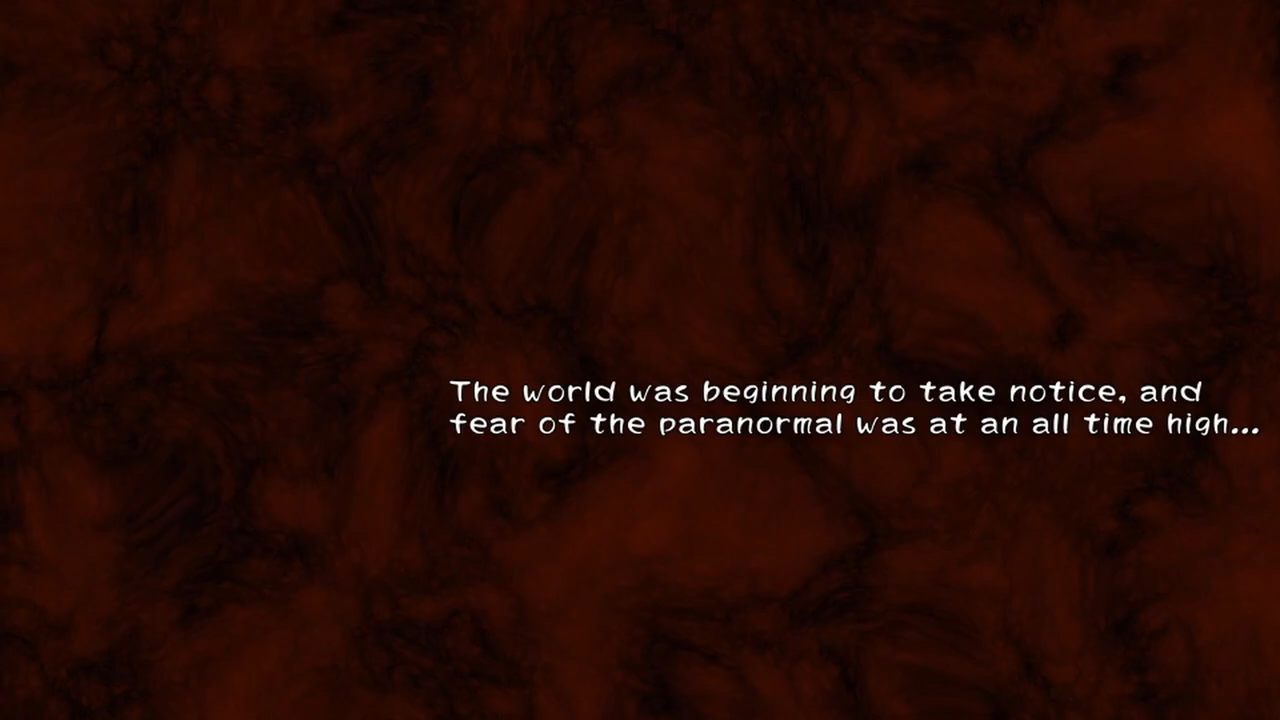 The world was beginning to take notice, and
fear of the paranormal was at an all time high...